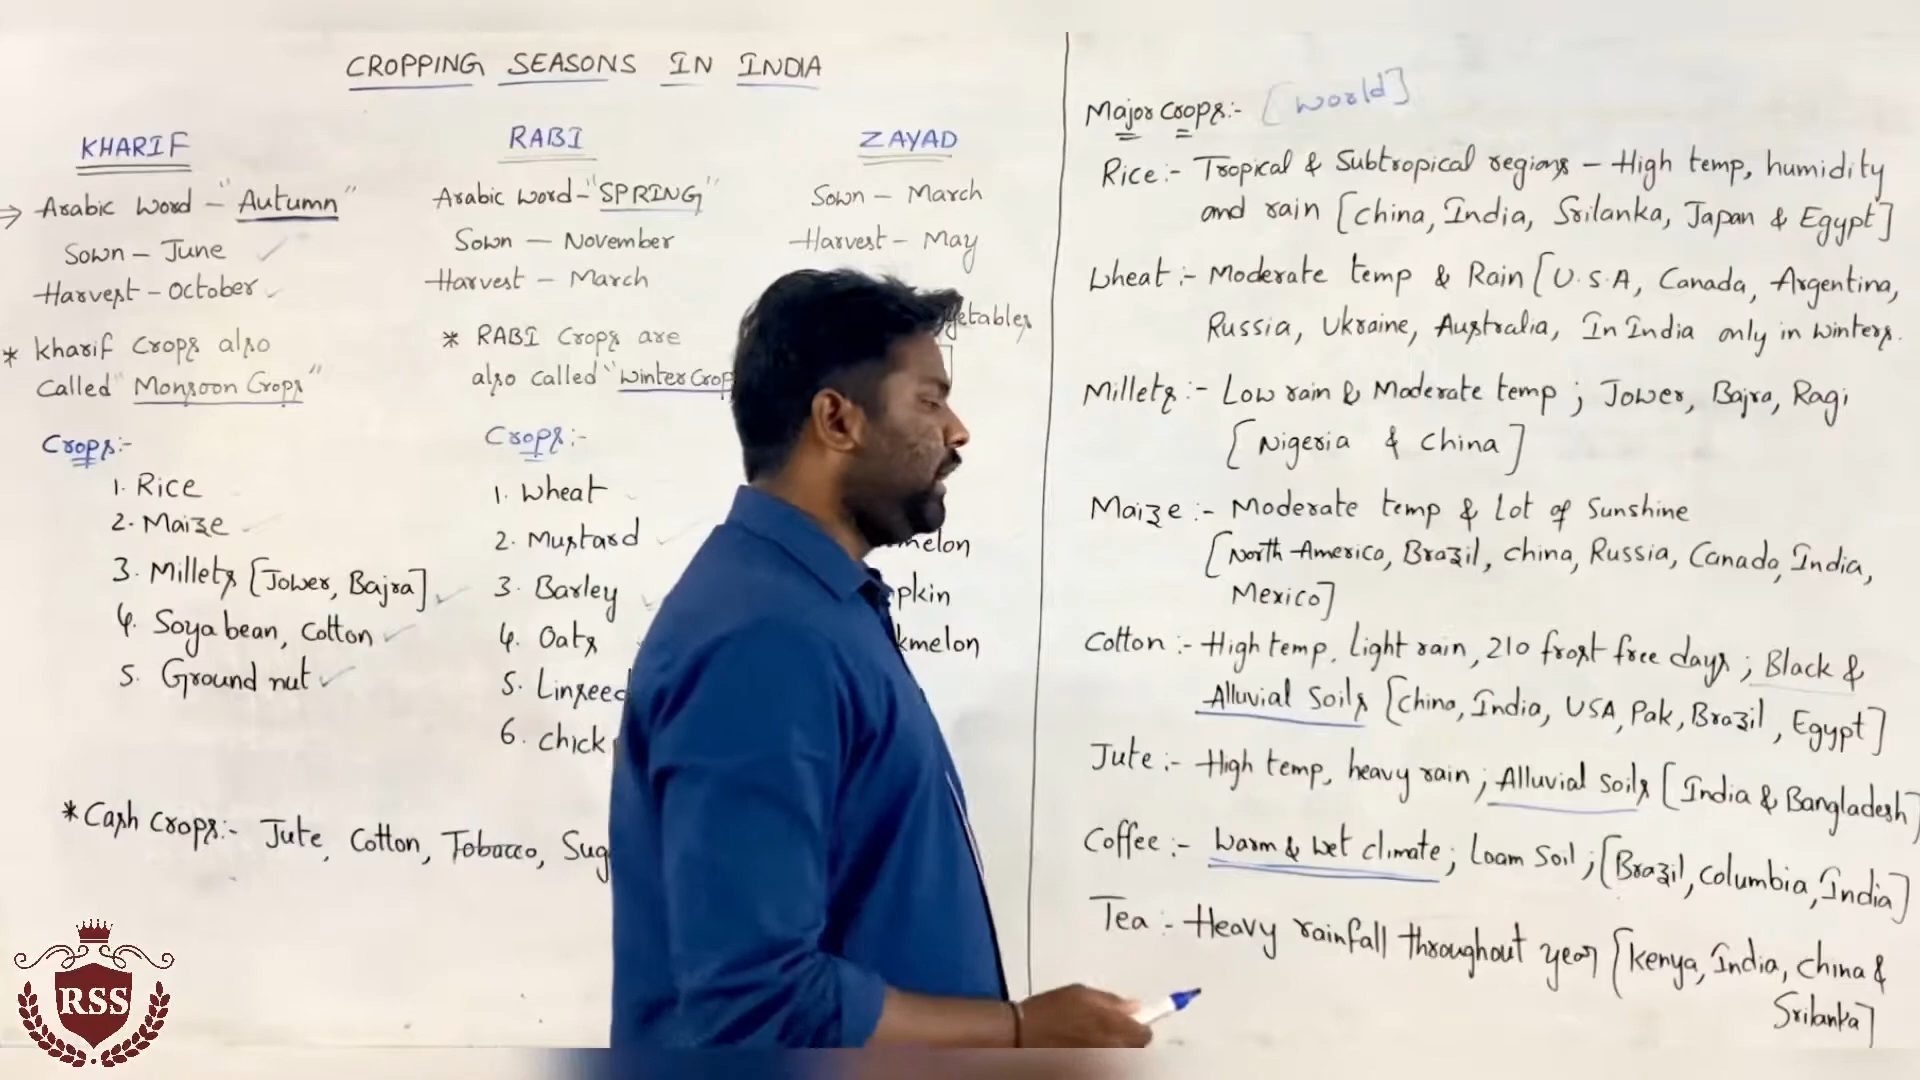 CROPPING SEASONS IN INDIA
KHARIF
⇒ Arabic Word - "Autumn"
Sown - June
Harvest - October
* Kharif Crops also
called "Monsoon Crops"
Crops:-
1. Rice
2. Maize
3. Millets [Jower, Bajra]
4. Soyabean, Cotton
5. Ground nut
RABI
Arabic word - "SPRING"
Sown - November
Harvest - March
* RABI Crops are
also called "Winter Crop
Crops:-
1. Wheat
2. Mustard
3. Barley
4. Oats
5. Linseed
6. Chick
ZAYAD
Sown - March
Harvest - May
getables
melon
pkin
kmelon
*Cash crops:- Jute, Cotton, Tobacco, Sug
Major Crops:- [World]
Rice:- Tropical & Subtropical regions - High temp, humidity
and rain [China, India, Srilanka, Japan & Egypt]
Wheat:- Moderate temp & Rain [U.S.A, Canada, Argentina,
Russia, Ukraine, Australia, In India only in winters.
Millets:- Low rain & Moderate temp; Jower, Bajra, Ragi
[Nigeria & China]
Maize:- Moderate temp & Lot of Sunshine
[North America, Brazil, China, Russia, Canada, India,
Mexico]
Cotton:- High temp, Light rain, 210 frost free days; Black &
Alluvial Soils [China, India, USA, Pak, Brazil, Egypt]
Jute:- High temp, heavy rain; Alluvial Soils [India & Bangladesh]
Coffee:- Warm & Wet climate; Loam Soil; [Brazil, Columbia, India]
Tea:- Heavy rainfall throughout year [Kenya, India, China &
Srilanka]
RSS